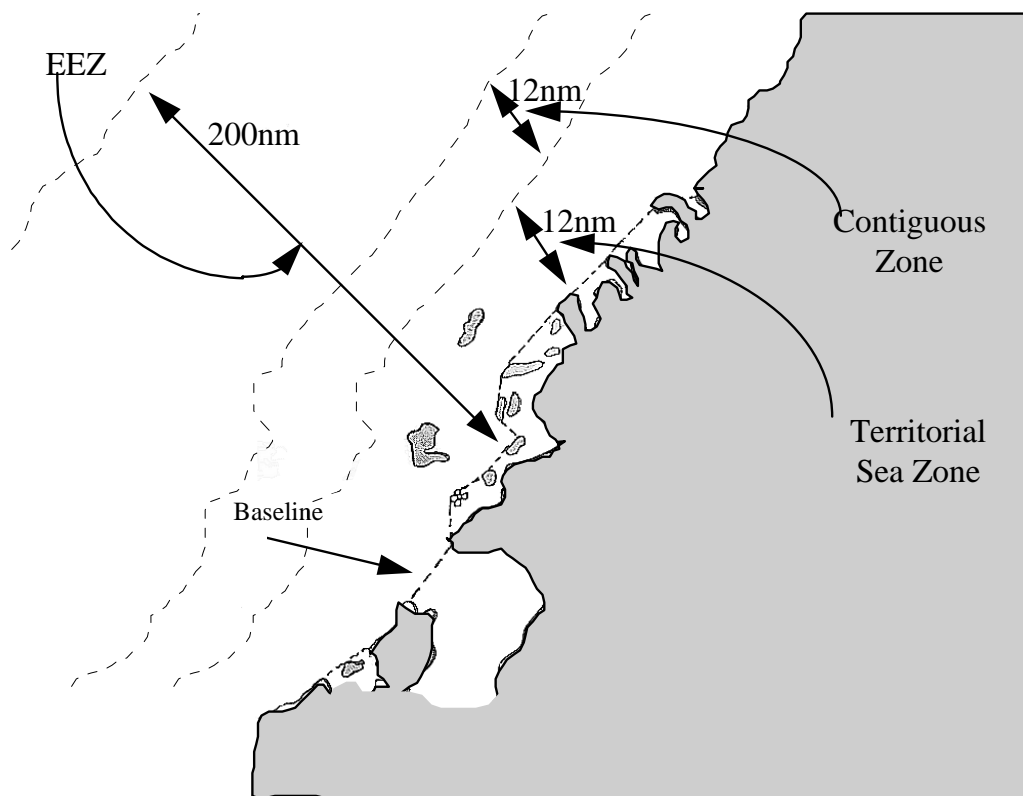 EEZ
12nm
200nm
12nm
Contiguous
Zone
Territorial
Sea Zone
Baseline